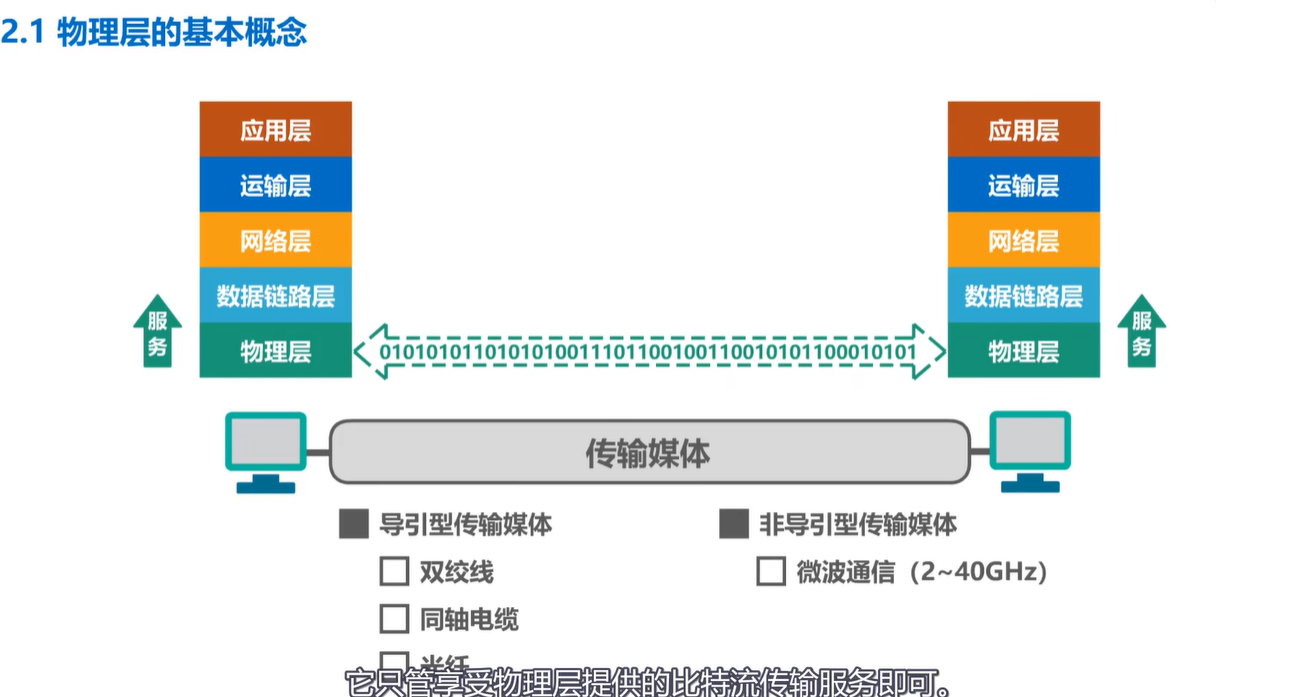 2.1 物理层的基本概念
应用层
运输层
网络层
数据链路层
物理层
服务
0101010110101010011101100100110010101100010101
应用层
运输层
网络层
数据链路层
物理层
服务
传输媒体
导引型传输媒体
双绞线
同轴电缆
光纤
非导引型传输媒体
微波通信（2~40GHz）
它只管享受物理层提供的比特流传输服务即可。